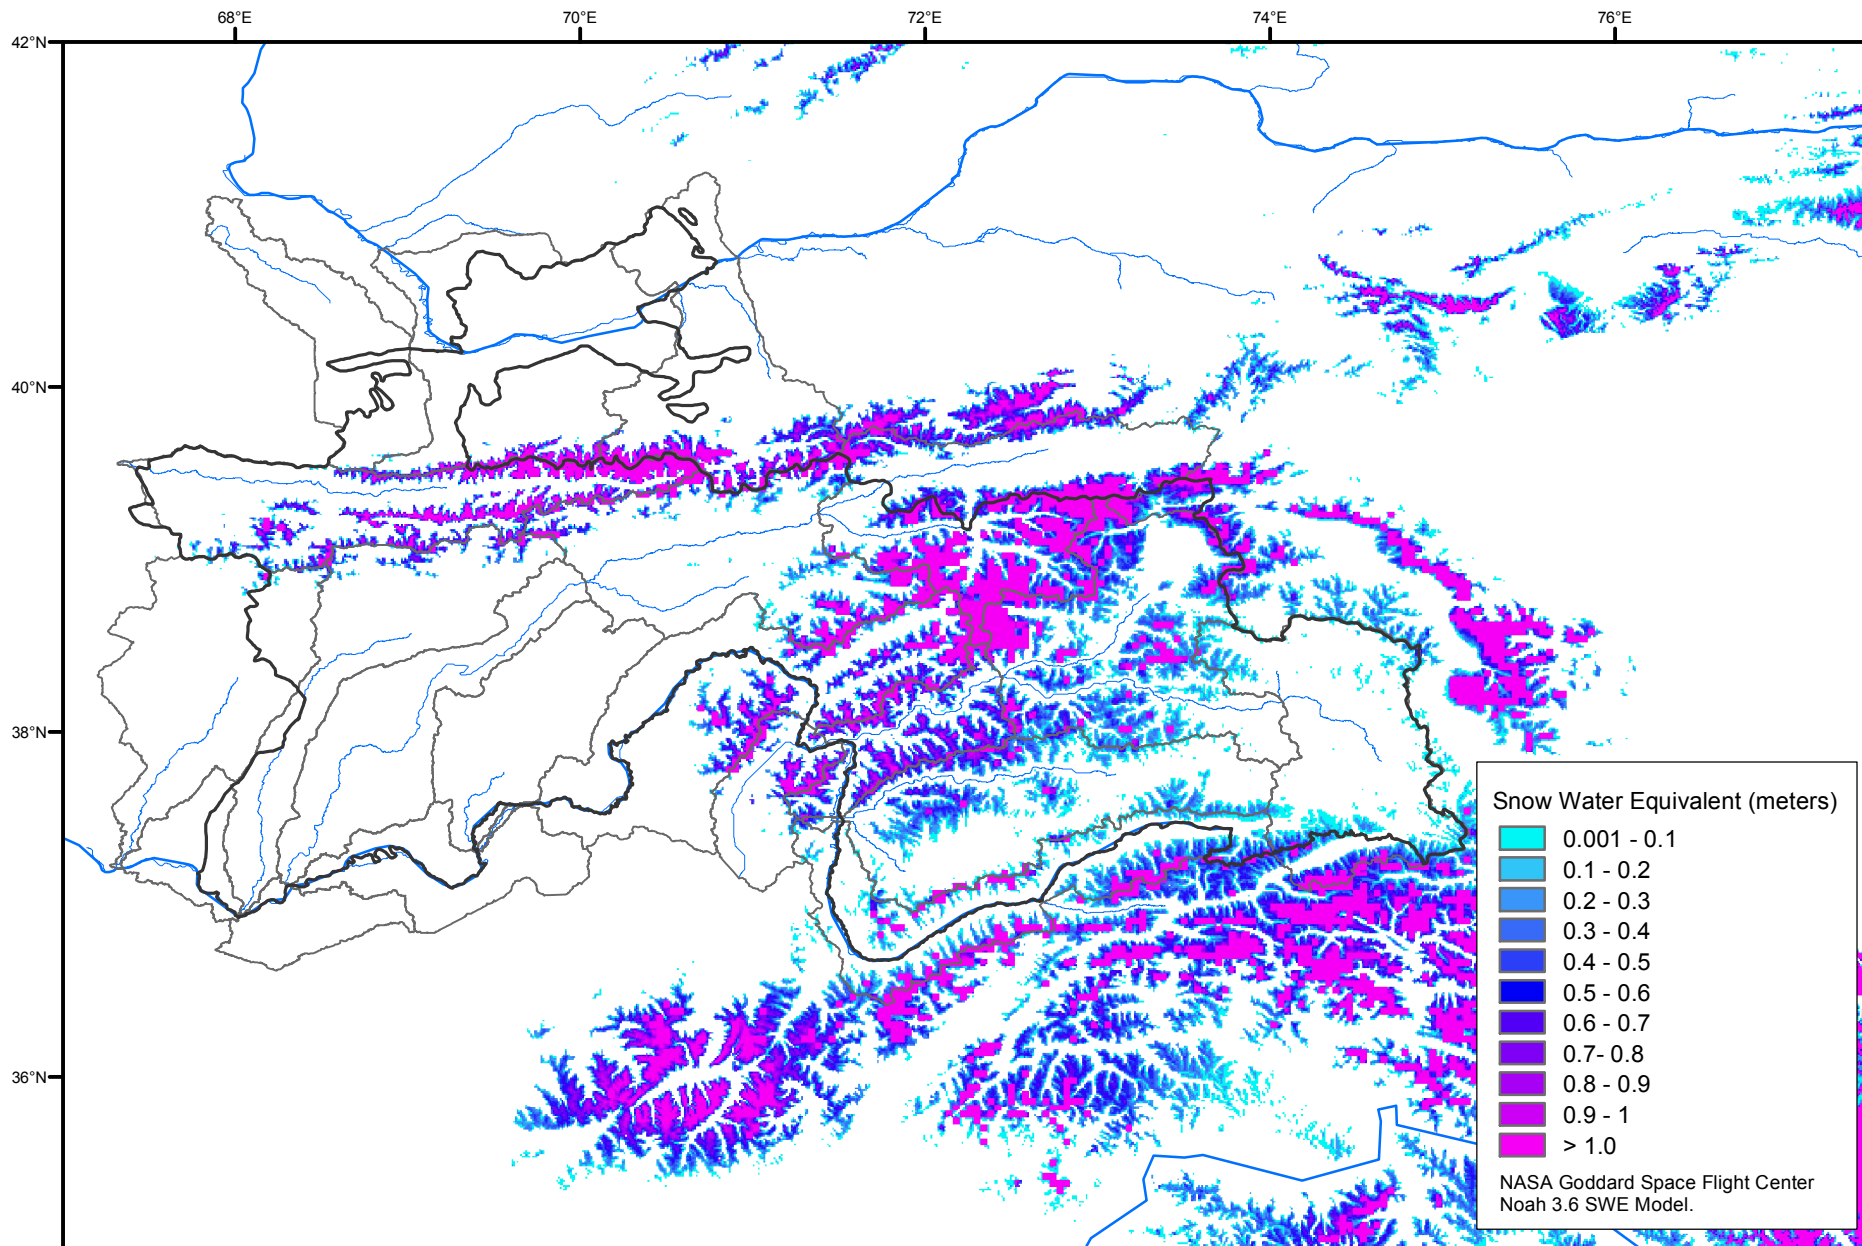 68°E
70°E
72°E
74°E
76°E
42°N
40°N
38°N
36°N
Snow Water Equivalent (meters)
0.001 - 0.1
0.1 - 0.2
0.2 - 0.3
0.3 - 0.4
0.4 - 0.5
0.5 - 0.6
0.6 - 0.7
0.7- 0.8
0.8 - 0.9
0.9 - 1
> 1.0
NASA Goddard Space Flight Center
Noah 3.6 SWE Model.